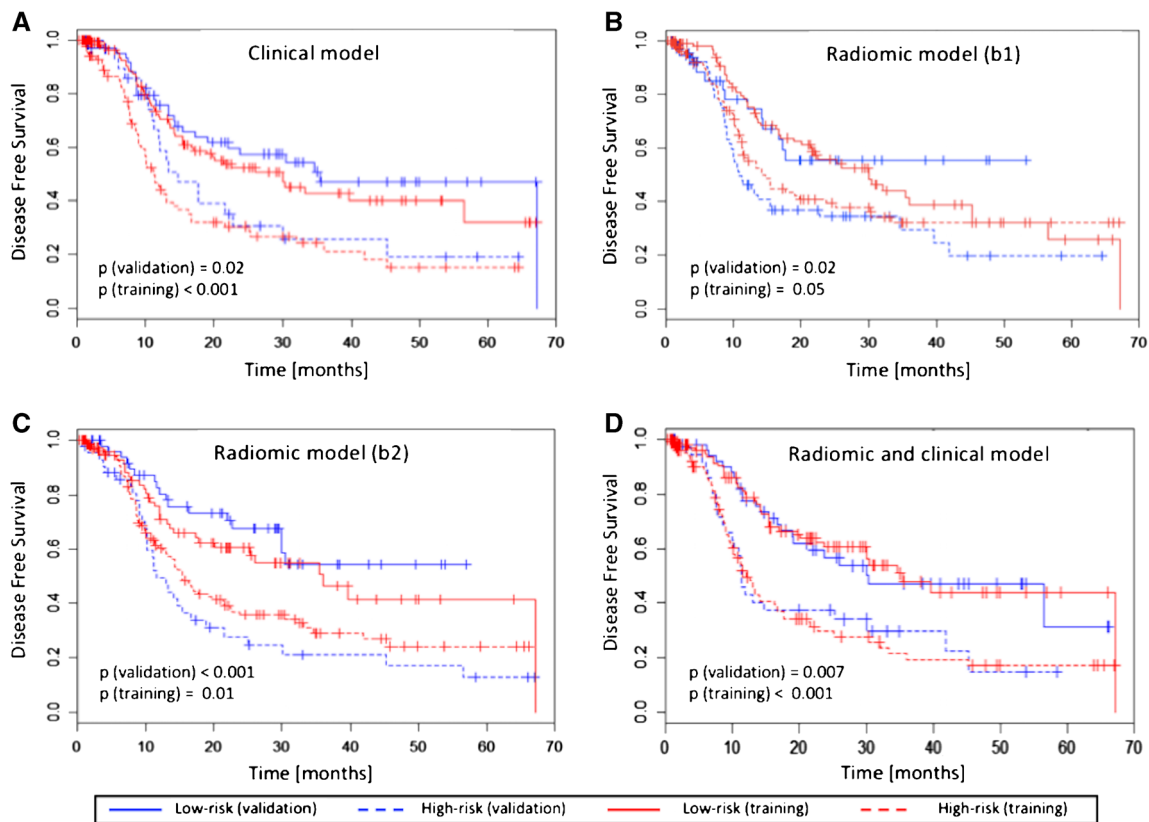 A
Clinical model
Disease Free Survival
1.0
0.8
0.6
0.4
0.2
0.0
p (validation) = 0.02
p (training) < 0.001
0 10 20 30 40 50 60 70
Time [months]
B
Radiomic model (b1)
Disease Free Survival
1.0
0.8
0.6
0.4
0.2
0.0
p (validation) = 0.02
p (training) = 0.05
0 10 20 30 40 50 60 70
Time [months]
C
Radiomic model (b2)
Disease Free Survival
1.0
0.8
0.6
0.4
0.2
0.0
p (validation) < 0.001
p (training) = 0.01
0 10 20 30 40 50 60 70
Time [months]
D
Radiomic and clinical model
Disease Free Survival
1.0
0.8
0.6
0.4
0.2
0.0
p (validation) = 0.007
p (training) < 0.001
0 10 20 30 40 50 60 70
Time [months]
Low-risk (validation) High-risk (validation) Low-risk (training) High-risk (training)